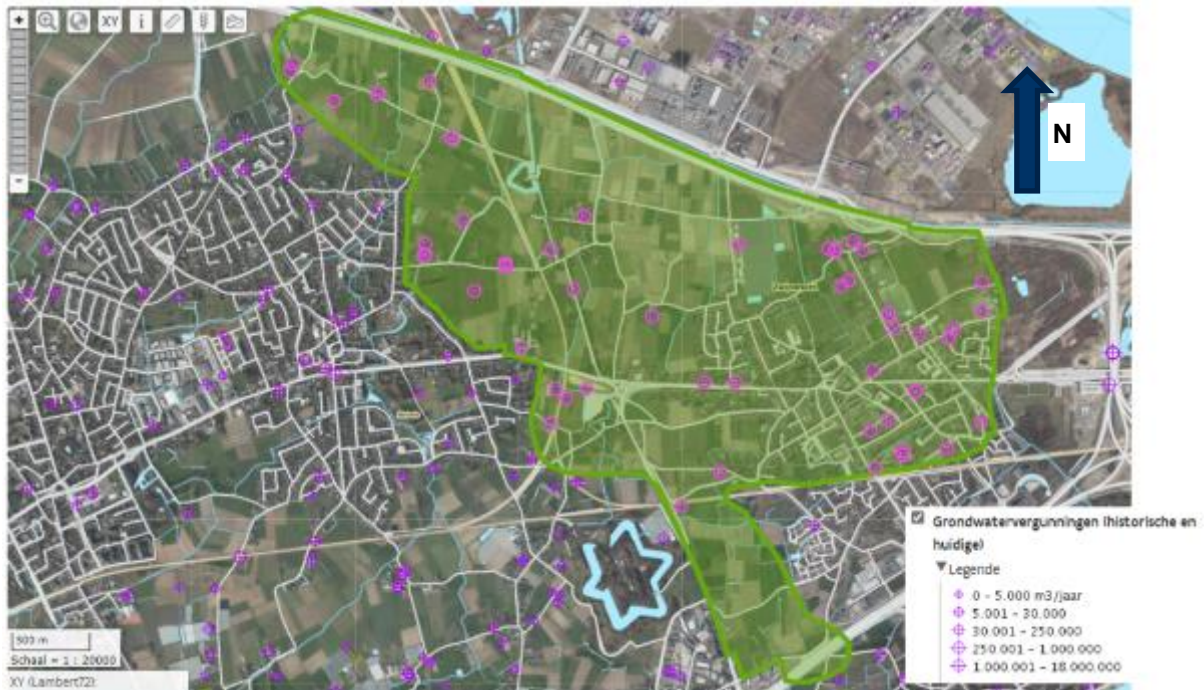 XY
i
N
Grondwatervergunningen (historische en
huidige)
Legende
0 - 5.000 m3/jaar
5.001 - 30.000
30.001 - 250.000
250.001 - 1.000.000
1.000.001 - 18.000.000
500 m
Schaal = 1 : 20000
XY (Lambert72):